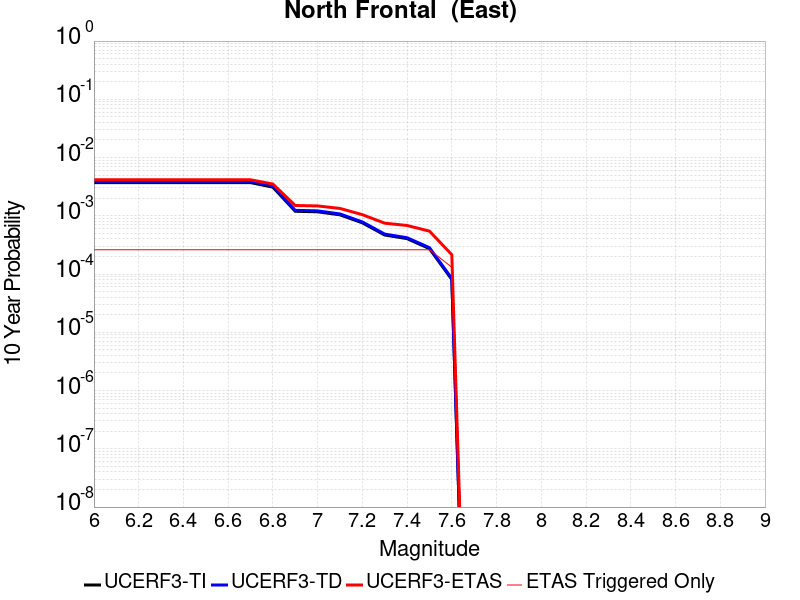 North Frontal  (East)
10 Year Probability
10^0
10^-1
10^-2
10^-3
10^-4
10^-5
10^-6
10^-7
10^-8
6 6.2 6.4 6.6 6.8 7 7.2 7.4 7.6 7.8 8 8.2 8.4 8.6 8.8 9
Magnitude
UCERF3-TI UCERF3-TD UCERF3-ETAS ETAS Triggered Only